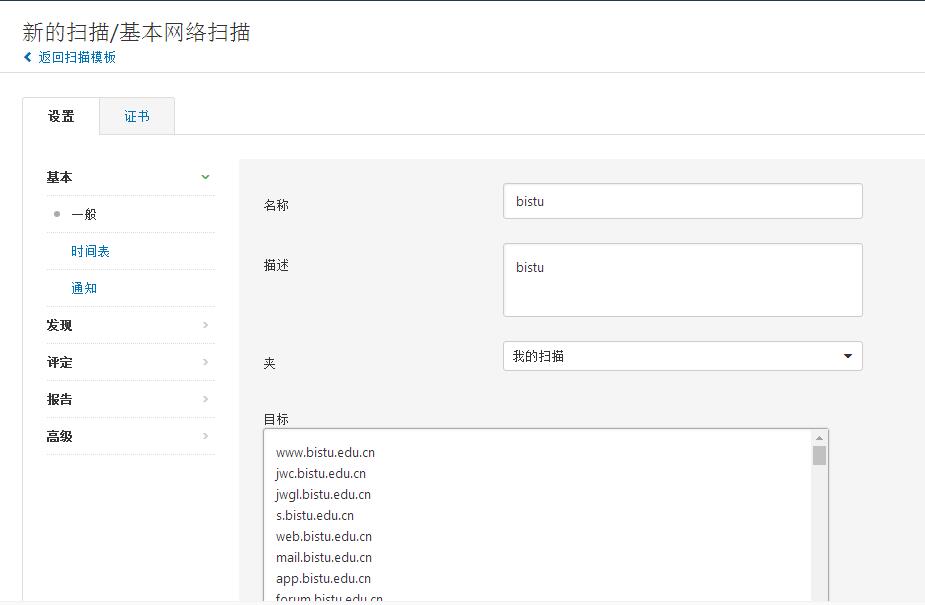 新的扫描/基本网络扫描
返回扫描模板
设置
证书
基本
一般
时间表
通知
发现
评定
报告
高级
名称
bistu
描述
bistu
夹
我的扫描
目标
www.bistu.edu.cn
jwc.bistu.edu.cn
jwgl.bistu.edu.cn
s.bistu.edu.cn
web.bistu.edu.cn
mail.bistu.edu.cn
app.bistu.edu.cn
forum.bistu.edu.cn